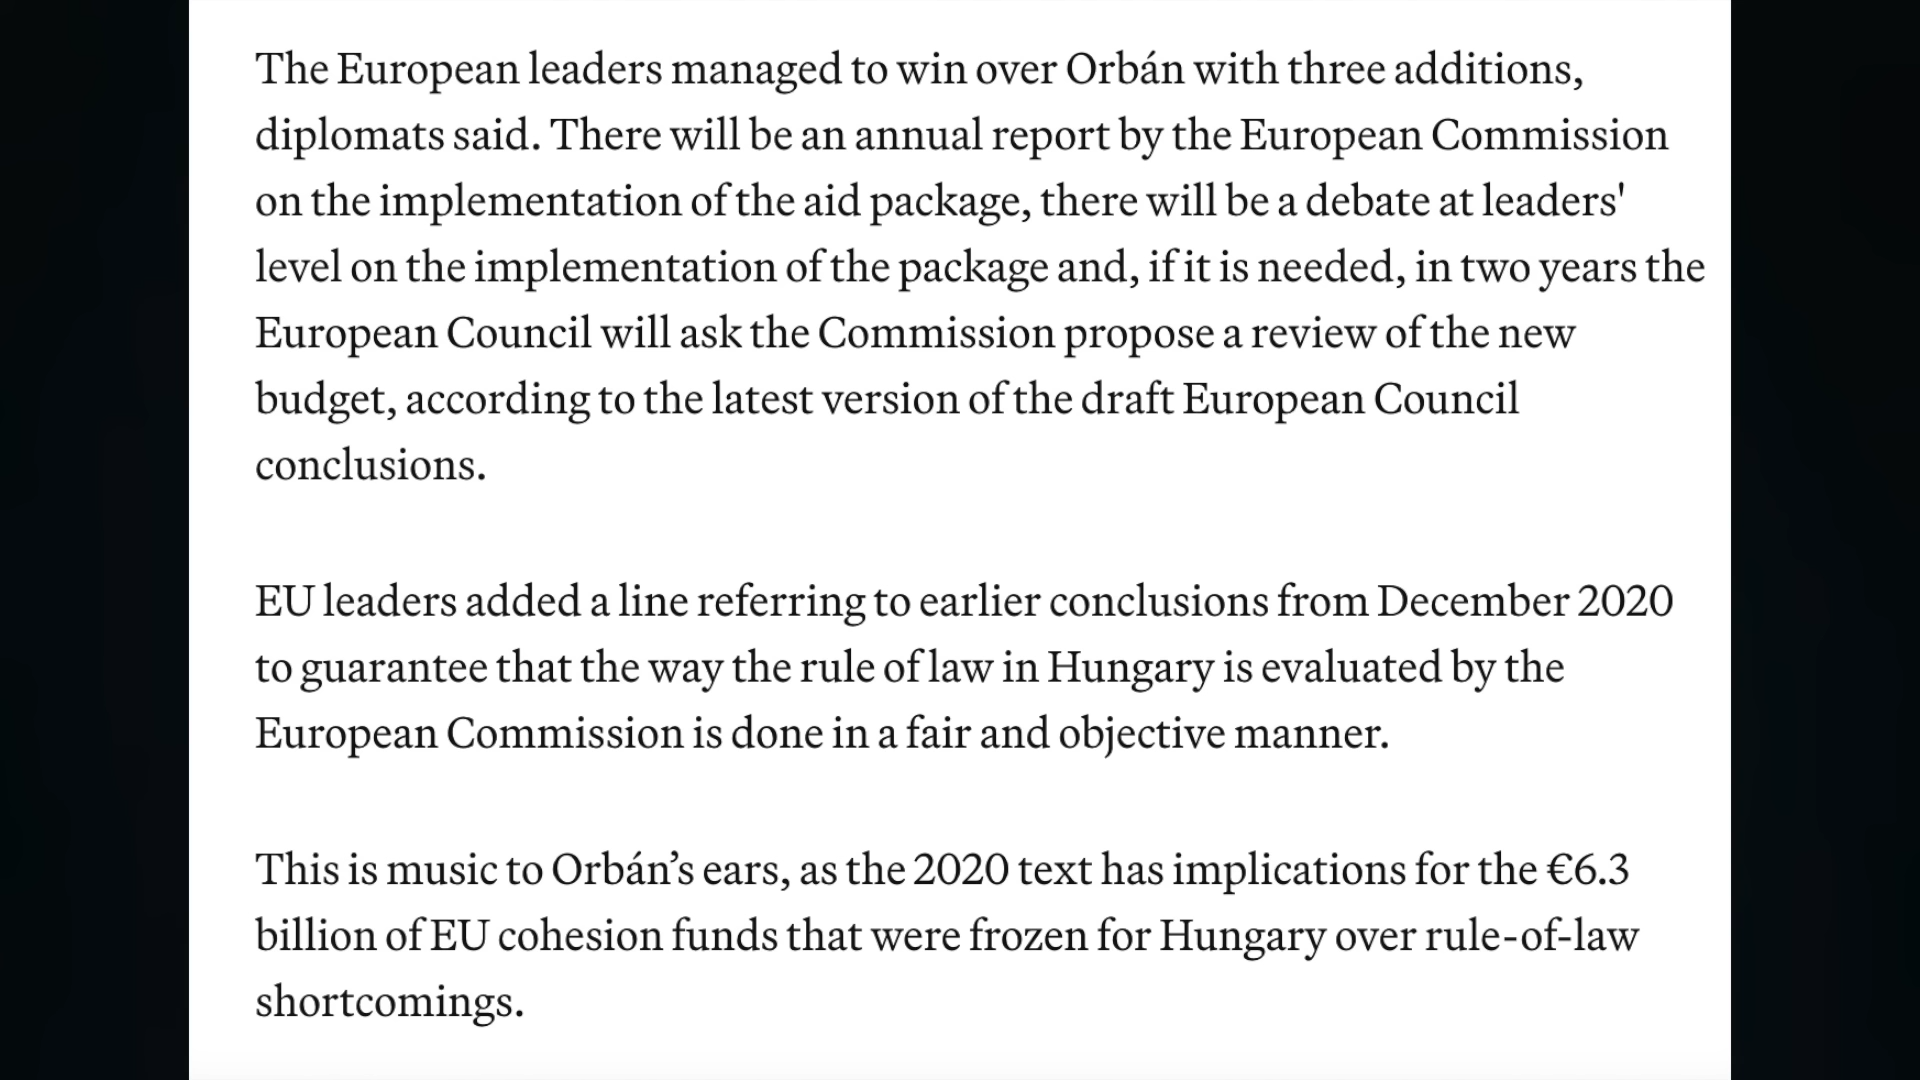 The European leaders managed to win over Orbán with three additions,
diplomats said. There will be an annual report by the European Commission
on the implementation of the aid package, there will be a debate at leaders'
level on the implementation of the package and, if it is needed, in two years the
European Council will ask the Commission propose a review of the new
budget, according to the latest version of the draft European Council
conclusions.
EU leaders added a line referring to earlier conclusions from December 2020
to guarantee that the way the rule of law in Hungary is evaluated by the
European Commission is done in a fair and objective manner.
This is music to Orbán’s ears, as the 2020 text has implications for the €6.3
billion of EU cohesion funds that were frozen for Hungary over rule-of-law
shortcomings.